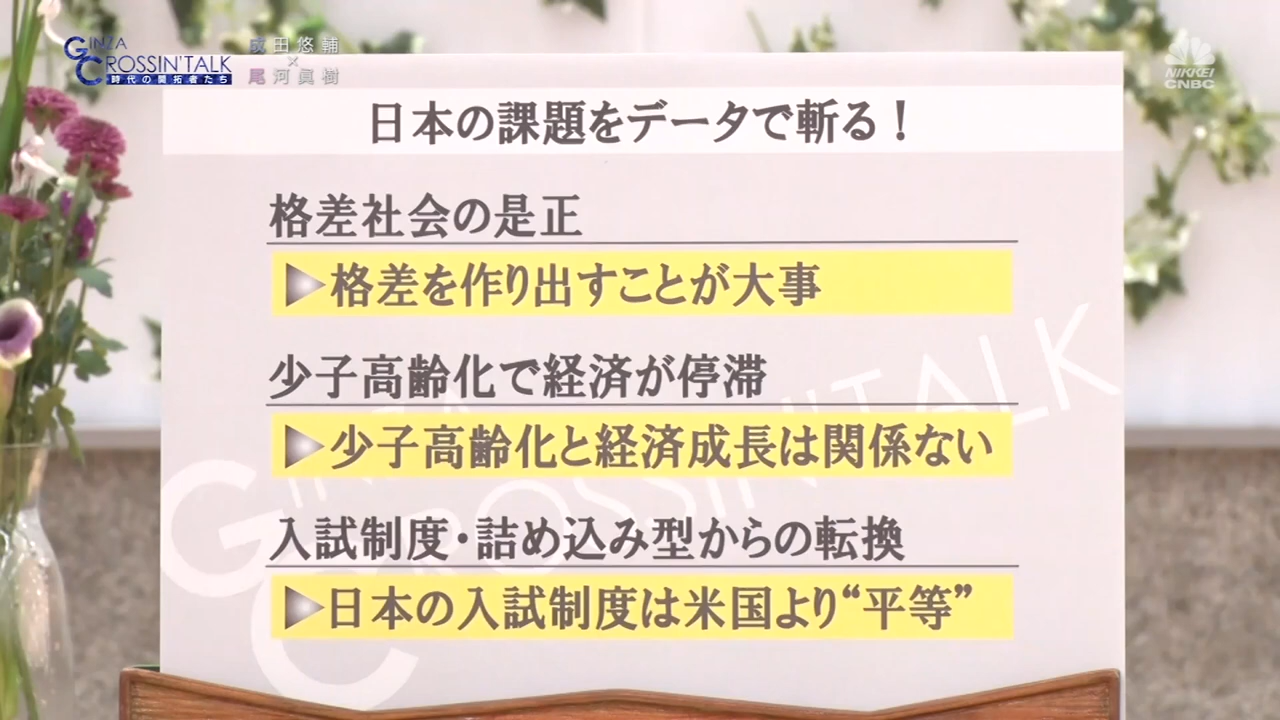 GINZA
CROSSIN'TALK
時代の開拓者たち
成田悠輔
×
尾河眞樹
NIKKEI
CNBC
日本の課題をデータで斬る！
格差社会の是正
▶格差を作り出すことが大事
少子高齢化で経済が停滞
▶少子高齢化と経済成長は関係ない
入試制度・詰め込み型からの転換
▶日本の入試制度は米国より“平等”
GINZA
CROSSIN'TALK